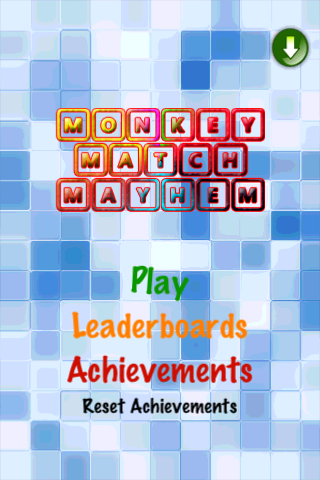 MONKEY
MATCH
MAYHEM
Play
Leaderboards
Achievements
Reset Achievements